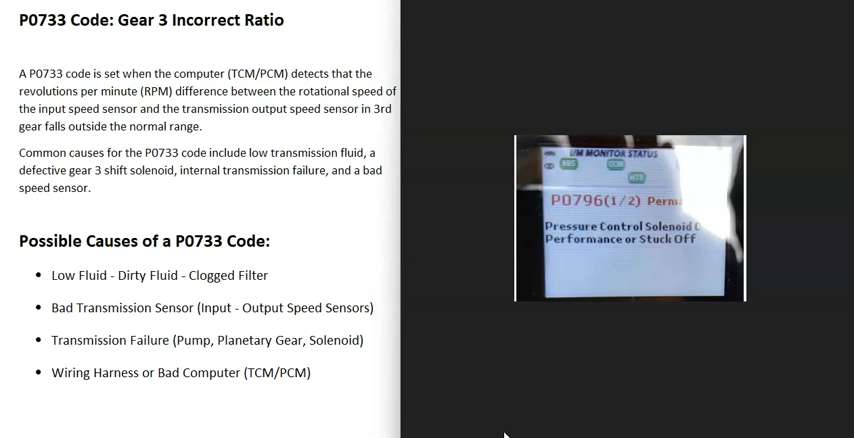 P0733 Code: Gear 3 Incorrect Ratio
A P0733 code is set when the computer (TCM/PCM) detects that the
revolutions per minute (RPM) difference between the rotational speed of
the input speed sensor and the transmission output speed sensor in 3rd
gear falls outside the normal range.
Common causes for the P0733 code include low transmission fluid, a
defective gear 3 shift solenoid, internal transmission failure, and a bad
speed sensor.
Possible Causes of a P0733 Code:
• Low Fluid - Dirty Fluid - Clogged Filter
• Bad Transmission Sensor (Input - Output Speed Sensors)
• Transmission Failure (Pump, Planetary Gear, Solenoid)
• Wiring Harness or Bad Computer (TCM/PCM)
I/M MONITOR STATUS
P0796(1/2)
Pressure Control Solenoid
Performance or Stuck Off